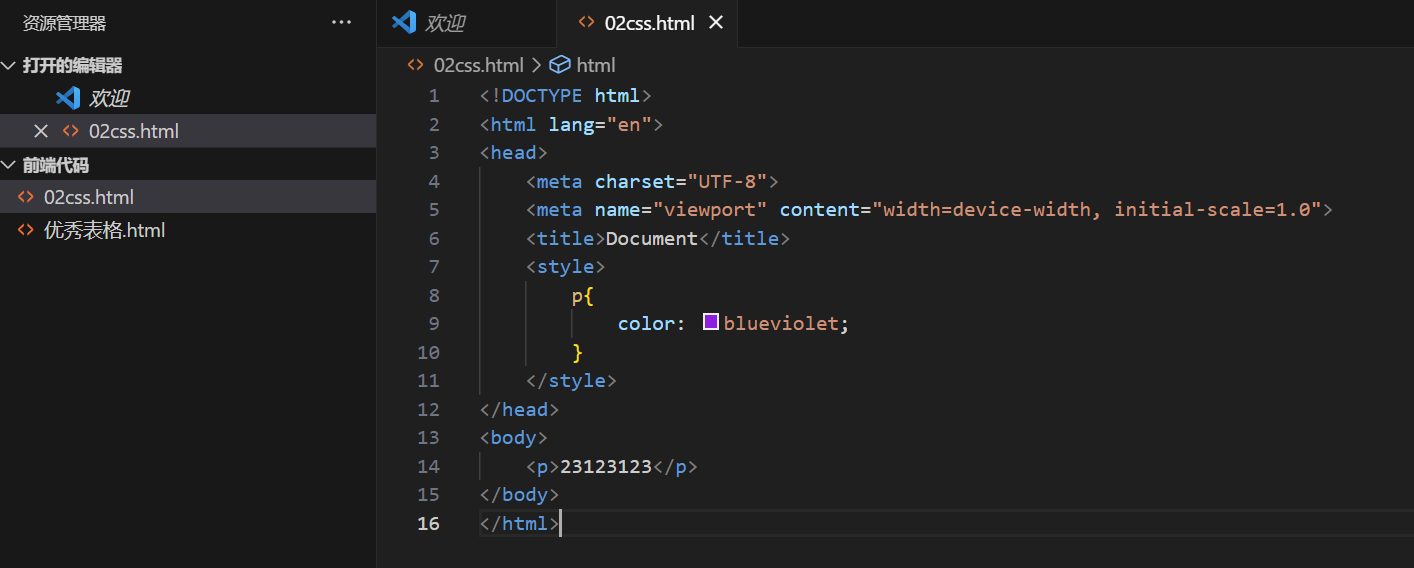 资源管理器 ···
打开的编辑器
欢迎
02css.html
前端代码
02css.html
优秀表格.html
欢迎 02css.html
02css.html > html
1 <!DOCTYPE html>
2 <html lang="en">
3 <head>
4 <meta charset="UTF-8">
5 <meta name="viewport" content="width=device-width, initial-scale=1.0">
6 <title>Document</title>
7 <style>
8 p{
9 color: blueviolet;
10 }
11 </style>
12 </head>
13 <body>
14 <p>23123123</p>
15 </body>
16 </html>